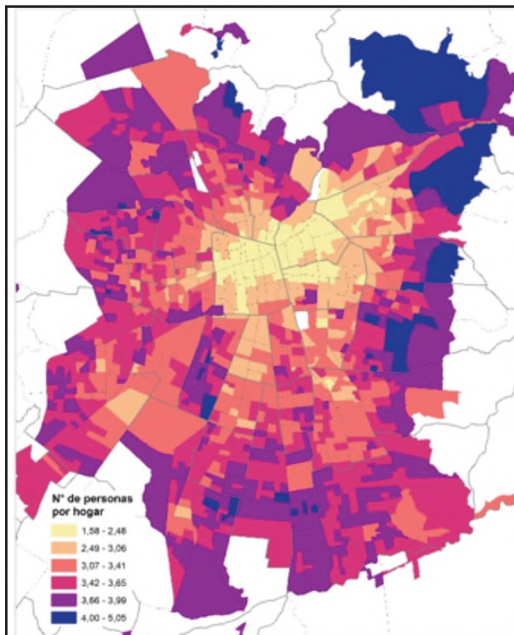 N° de personas
por hogar
1,58 - 2,48
2,49 - 3,06
3,07 - 3,41
3,42 - 3,65
3,66 - 3,99
4,00 - 5,05